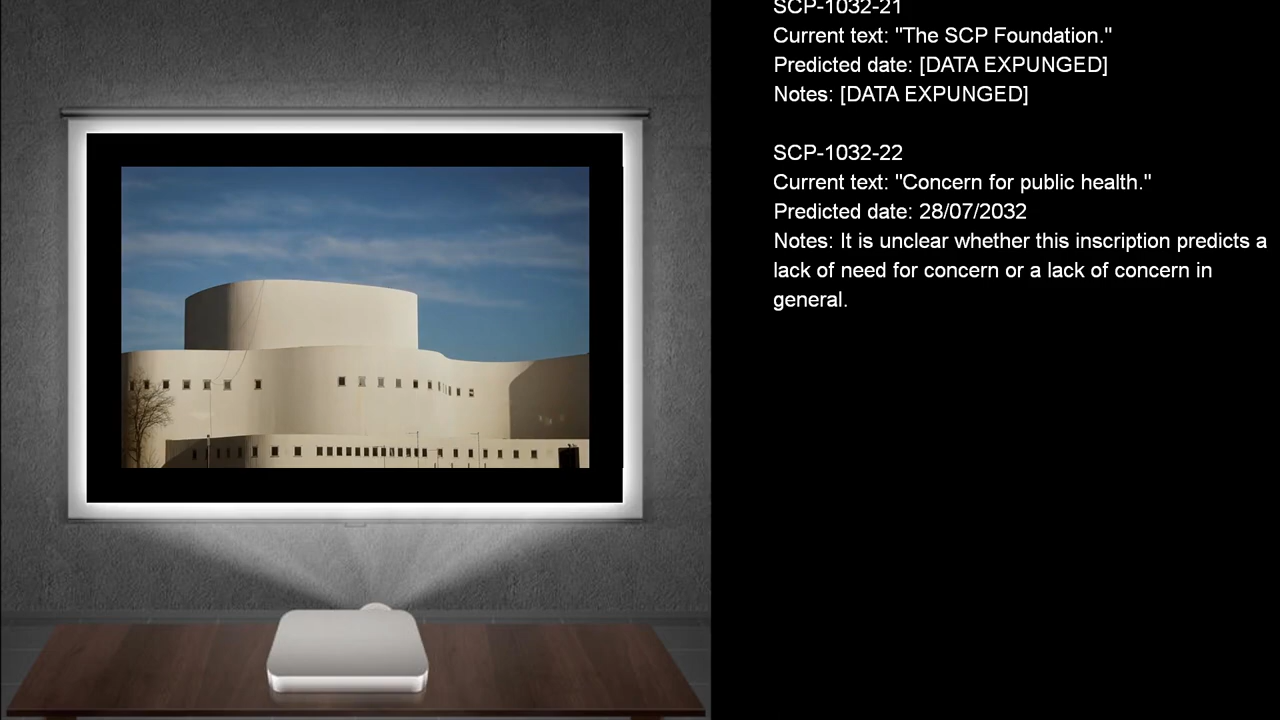 SCP-1032-21
Current text: "The SCP Foundation."
Predicted date: [DATA EXPUNGED]
Notes: [DATA EXPUNGED]
SCP-1032-22
Current text: "Concern for public health."
Predicted date: 28/07/2032
Notes: It is unclear whether this inscription predicts a
lack of need for concern or a lack of concern in
general.